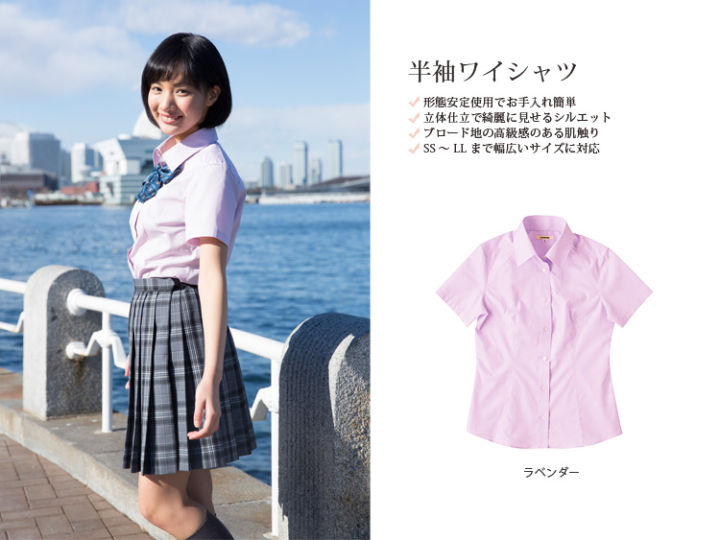 半袖ワイシャツ
形態安定使用でお手入れ簡単
立体仕立で綺麗に見せるシルエット
ブロード地の高級感のある肌触り
SS ～ LL まで幅広いサイズに対応
ラベンダー